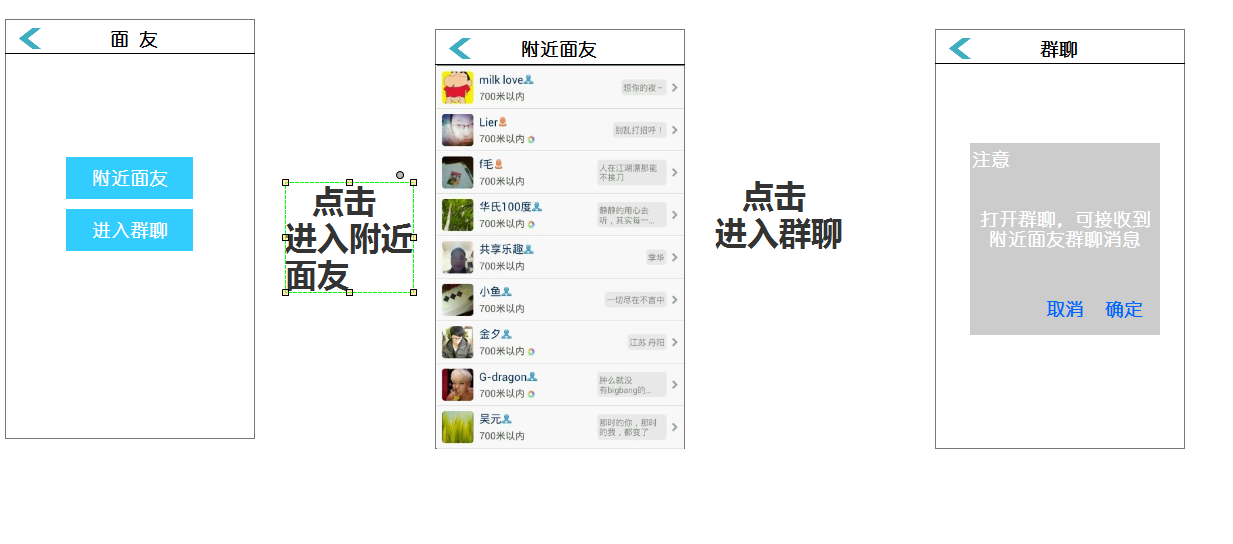 面 友
附近面友
进入群聊
点击
进入附近
面友
附近面友
milk love
700米以内
想你的夜~
Lier
700米以内
别乱打招呼！
f毛
700米以内
人在江湖漂那能
不挨刀
华氏100度
700米以内
静静的用心去
听，其实每一...
共享乐趣
700米以内
李华
小鱼
700米以内
一切尽在不言中
金夕
700米以内
江苏 丹阳
G-dragon
700米以内
肿么就没
有bigbang的...
吴元
700米以内
那时的你，那时
的我，都变了
点击
进入群聊
群聊
注意
打开群聊，可接收到
附近面友群聊消息
取消 确定